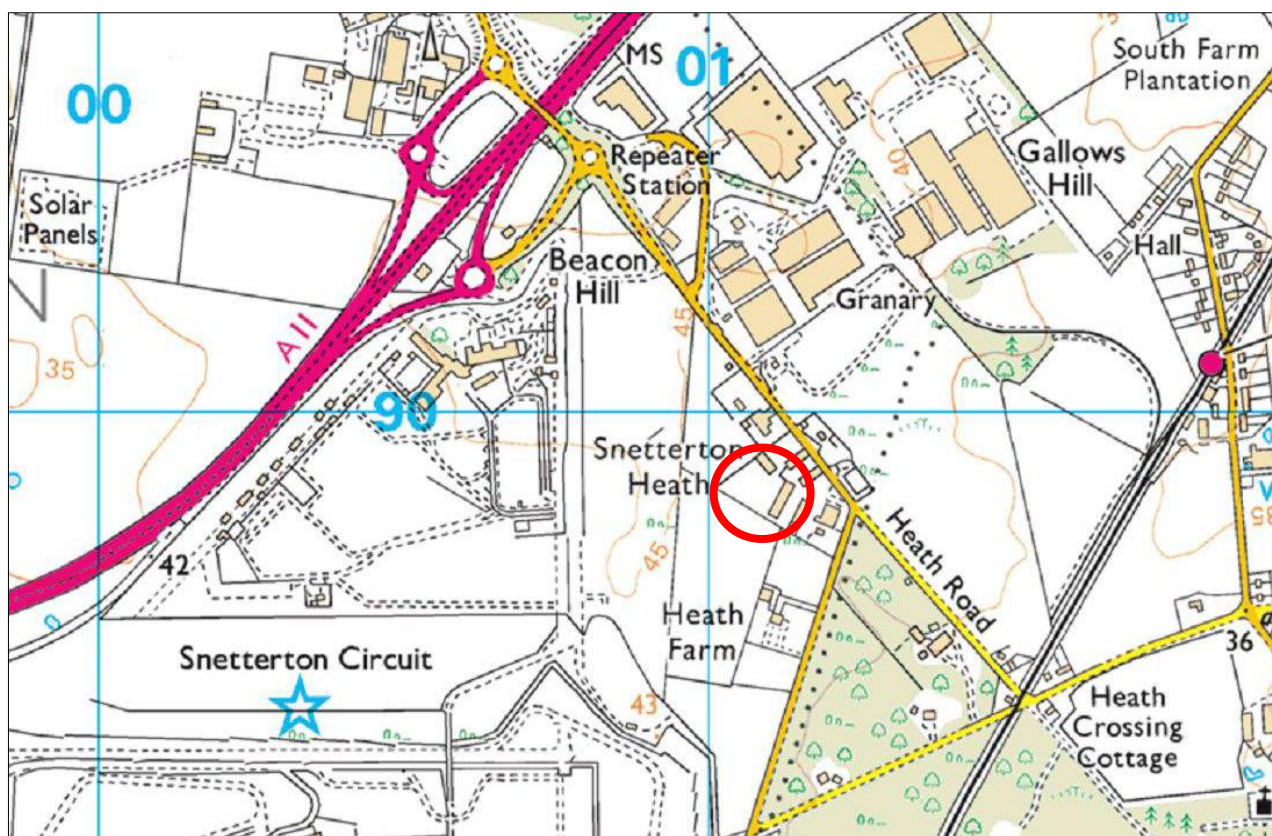 MS
01
South Farm
Plantation
00
40
Gallows
Hill
Repeater
Station
Solar
Panels
Hall
Beacon
Hill
Granary
45
A11
35
90
Snetterton
Heath
Heath Road
45
42
Heath
Farm
36
Snetterton Circuit
43
Heath
Crossing
Cottage